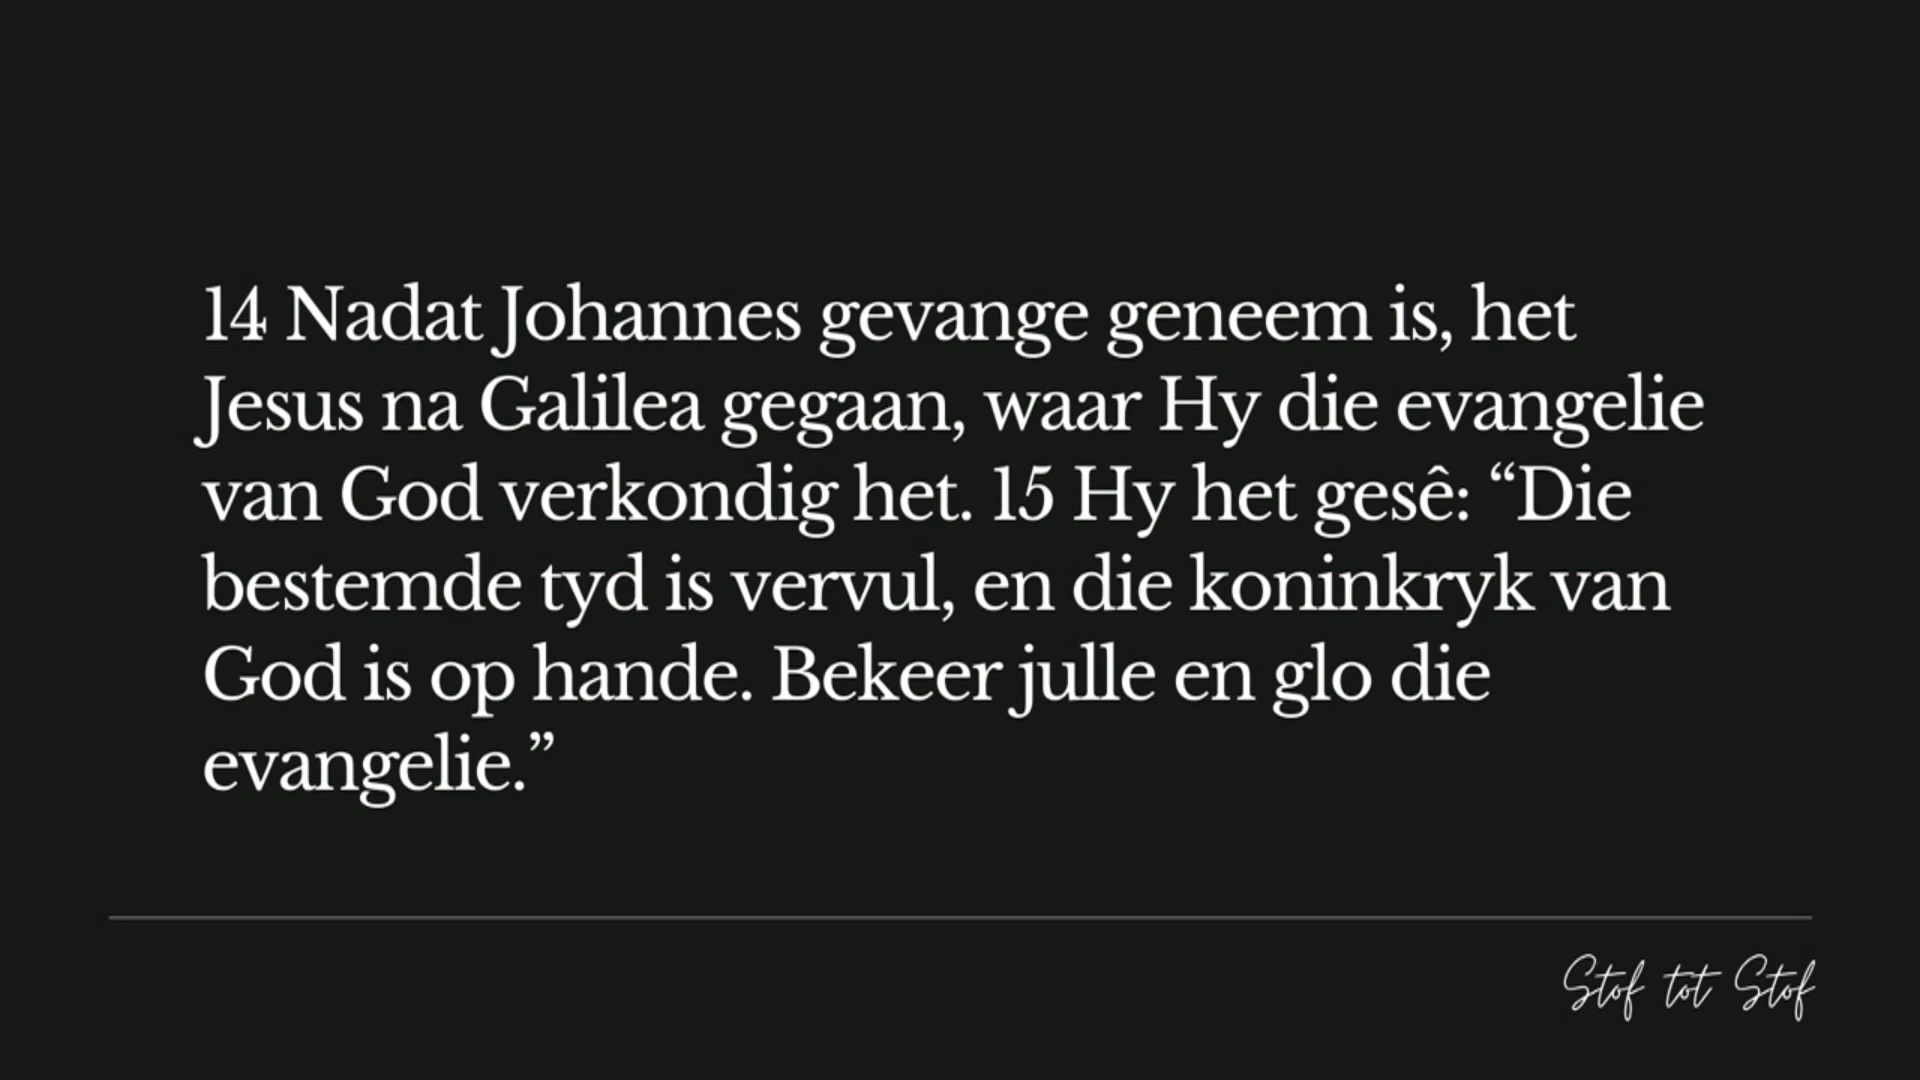 14 Nadat Johannes gevange geneem is, het
Jesus na Galilea gegaan, waar Hy die evangelie
van God verkondig het. 15 Hy het gesê: “Die
bestemde tyd is vervul, en die koninkryk van
God is op hande. Bekeer julle en glo die
evangelie.”
Stof tot Stof